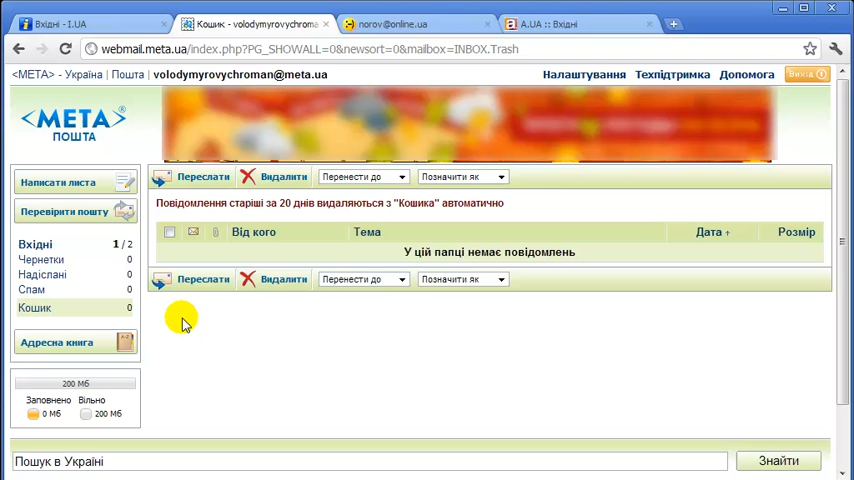 Вхідні - I.UA
Кошик - volodymyrovychroma
norov@online.ua
A.UA :: Вхідні
webmail.meta.ua/index.php?PG_SHOWALL=0&newsort=0&mailbox=INBOX.Trash
<META> - Україна | Пошта | volodymyrovychroman@meta.ua
Налаштування Техпідтримка Допомога Вихід
<МЕТА>®
ПОШТА
Написати листа
Перевірити пошту
Вхідні 1 / 2
Чернетки 0
Надіслані 0
Спам 0
Кошик 0
Адресна книга
200 Мб
Заповнено Вільно
0 Мб 200 Мб
Переслати Видалити Перенести до Позначити як
Повідомлення старіші за 20 днів видаляються з "Кошика" автоматично
Від кого Тема Дата ↑ Розмір
У цій папці немає повідомлень
Переслати Видалити Перенести до Позначити як
Пошук в Україні Знайти